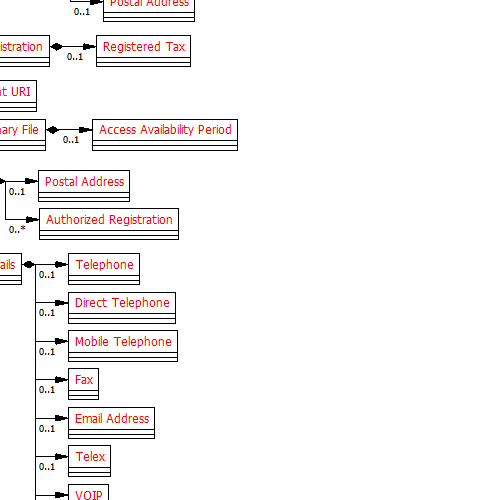 Postal Address
0..1
istration
Registered Tax
0..1
nt URI
nary File
Access Availability Period
0..1
Postal Address
0..1
Authorized Registration
0..*
ails
Telephone
0..1
Direct Telephone
0..1
Mobile Telephone
0..1
Fax
0..1
Email Address
0..1
Telex
0..1
VOIP